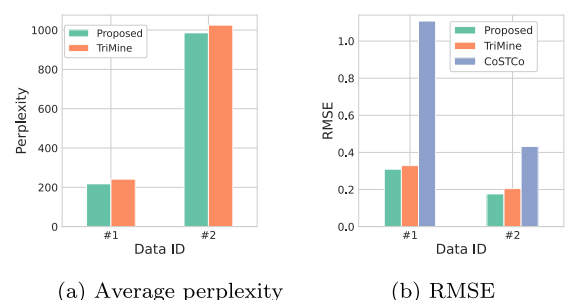 Proposed
TriMine
1000
800
600
400
200
0
Perplexity
#1
#2
Data ID
(a) Average perplexity
Proposed
TriMine
CoSTCo
1.0
0.8
0.6
0.4
0.2
0.0
RMSE
#1
#2
Data ID
(b) RMSE